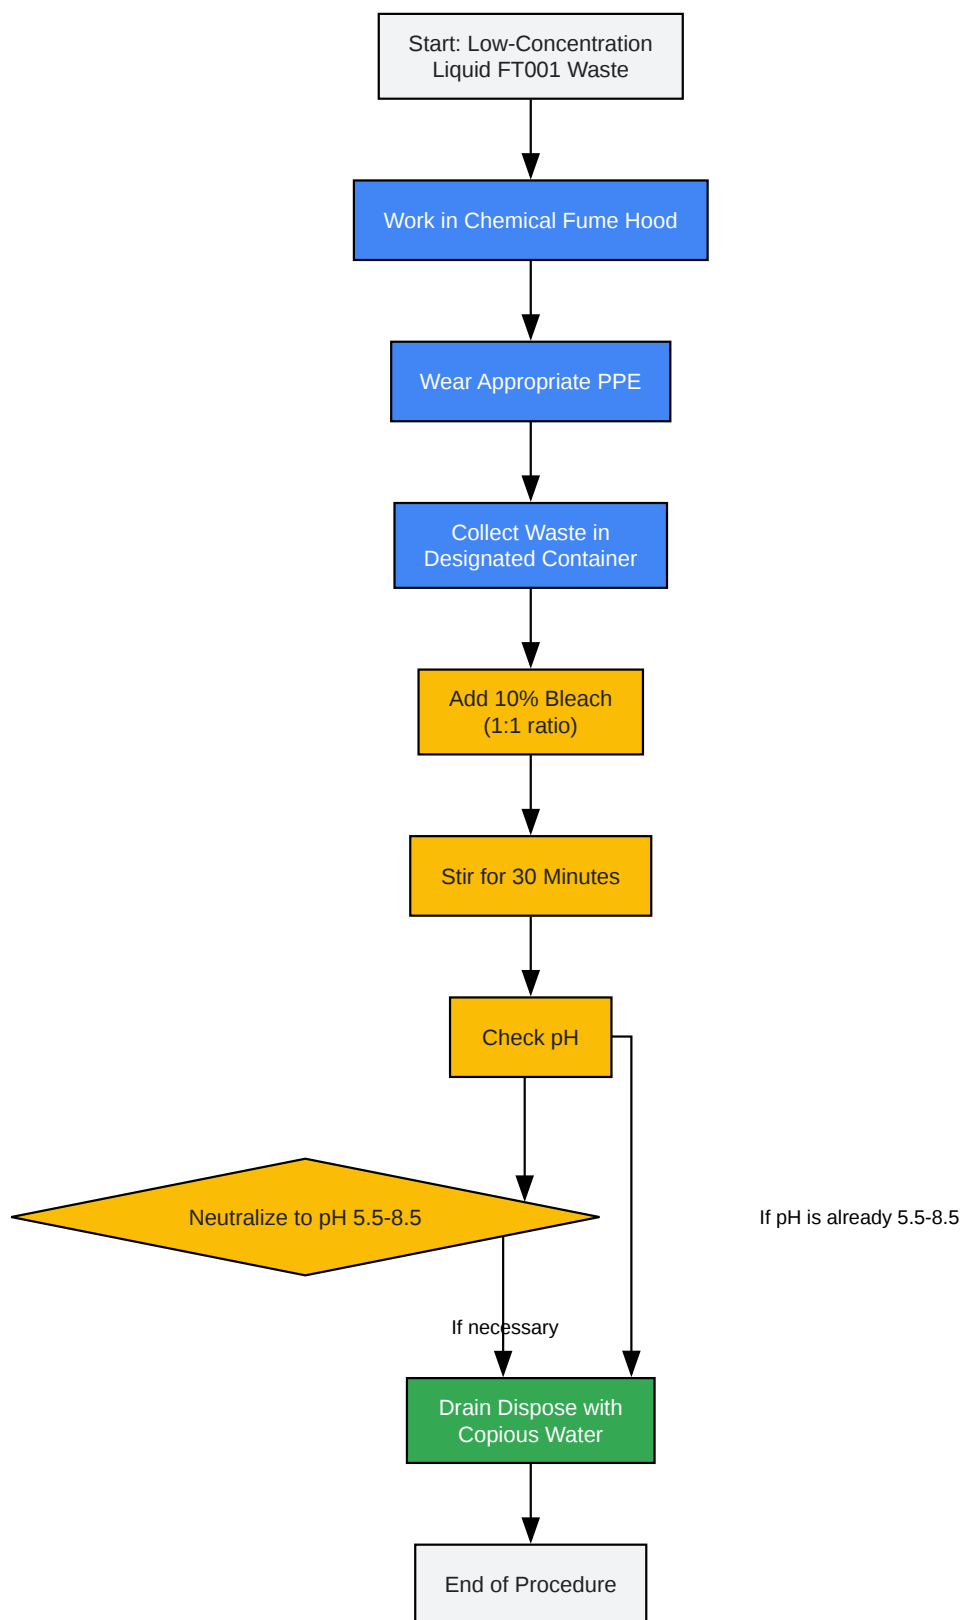 Start: Low-Concentration
Liquid FT001 Waste
Work in Chemical Fume Hood
Wear Appropriate PPE
Collect Waste in
Designated Container
Add 10% Bleach
(1:1 ratio)
Stir for 30 Minutes
Check pH
Neutralize to pH 5.5-8.5
If pH is already 5.5-8.5
If necessary
Drain Dispose with
Copious Water
End of Procedure